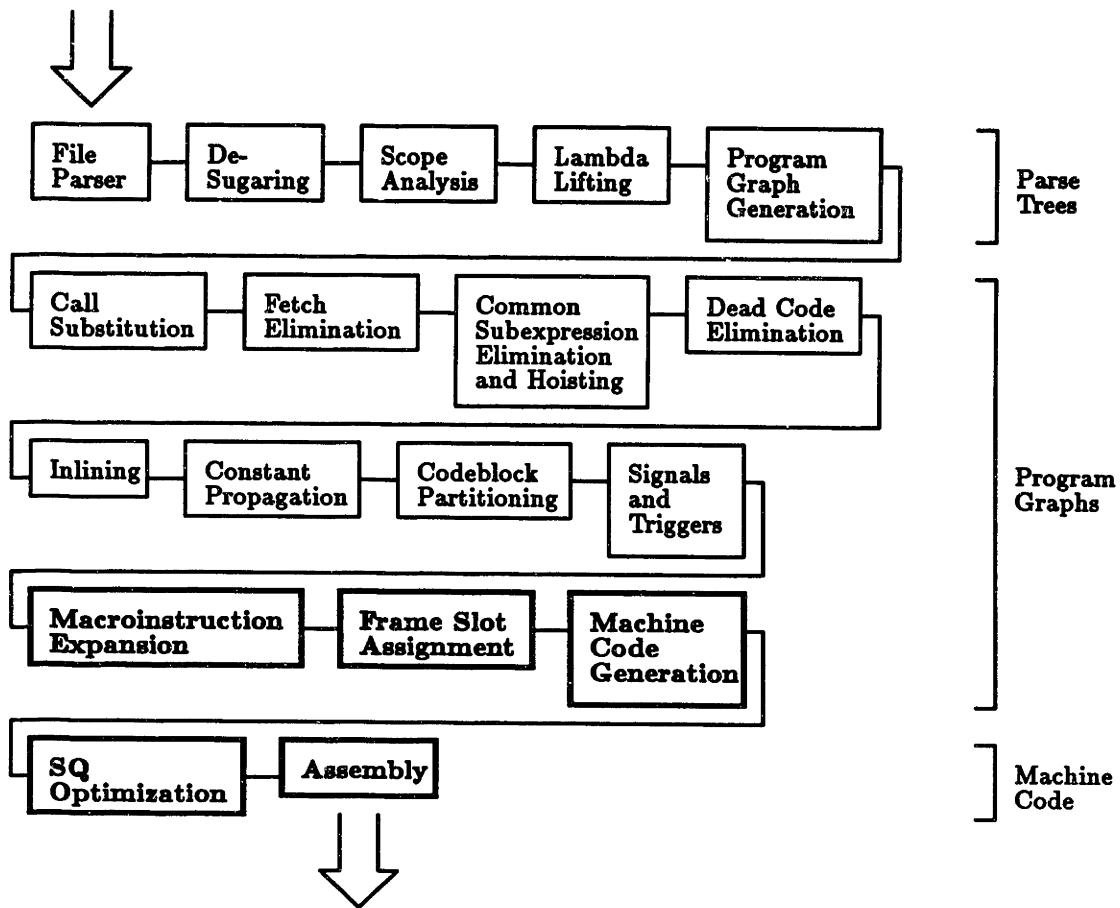 File
Parser
De-
Sugaring
Scope
Analysis
Lambda
Lifting
Program
Graph
Generation
Parse
Trees
Call
Substitution
Fetch
Elimination
Common
Subexpression
Elimination
and Hoisting
Dead Code
Elimination
Inlining
Constant
Propagation
Codeblock
Partitioning
Signals
and
Triggers
Program
Graphs
Macroinstruction
Expansion
Frame Slot
Assignment
Machine
Code
Generation
SQ
Optimization
Assembly
Machine
Code